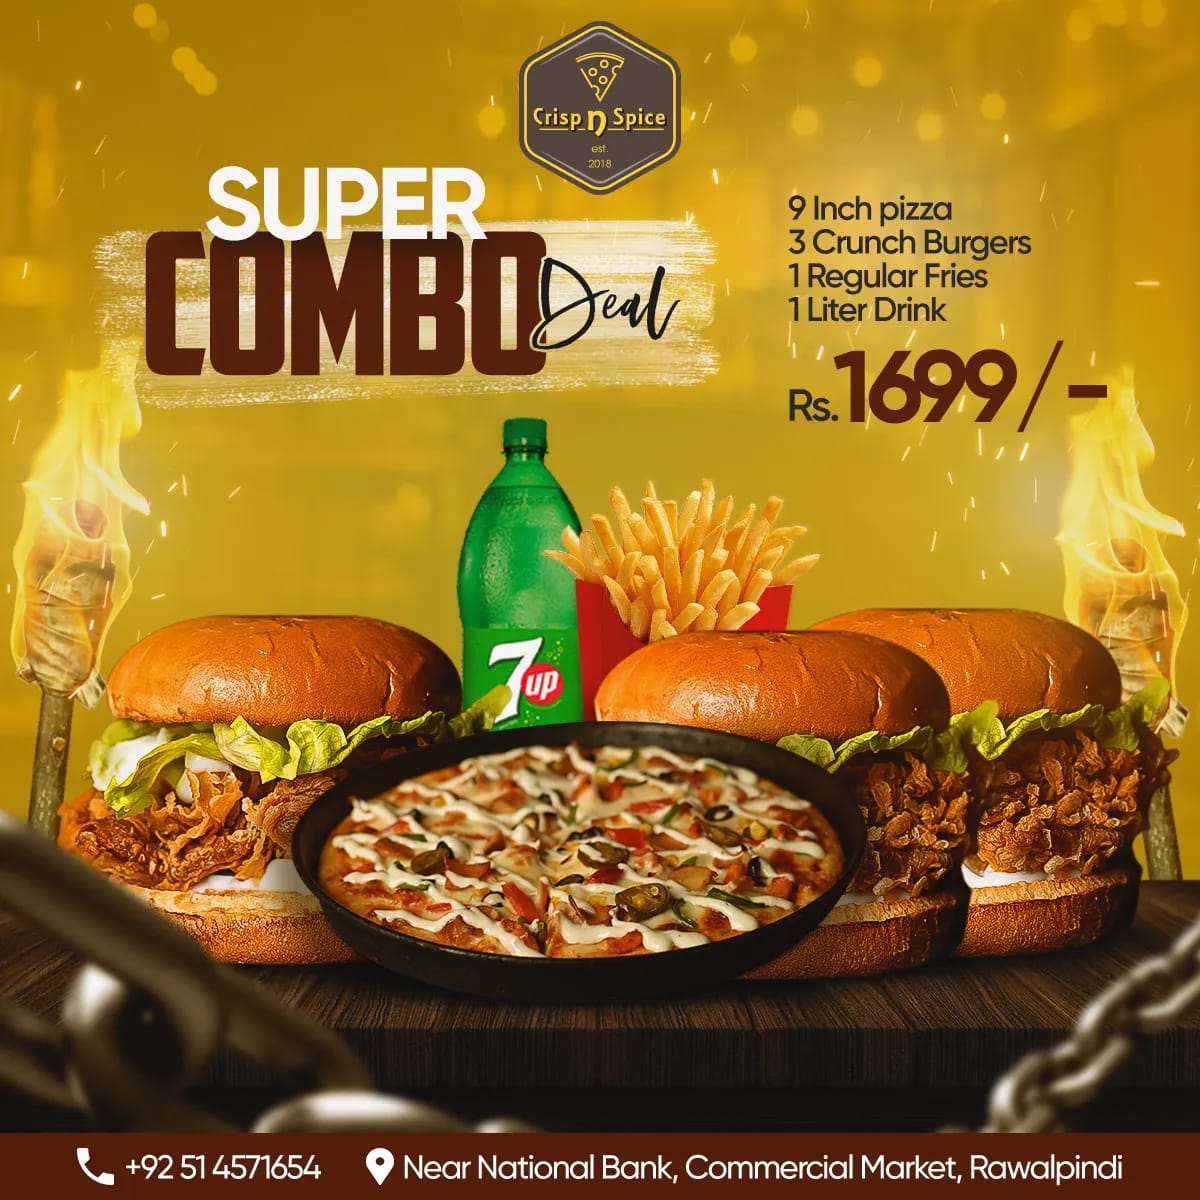 Crisp n Spice
est.
2018
SUPER
COMBO
Deal
9 Inch pizza
3 Crunch Burgers
1 Regular Fries
1 Liter Drink
Rs.1699/-
7up
+92 51 4571654
Near National Bank, Commercial Market, Rawalpindi